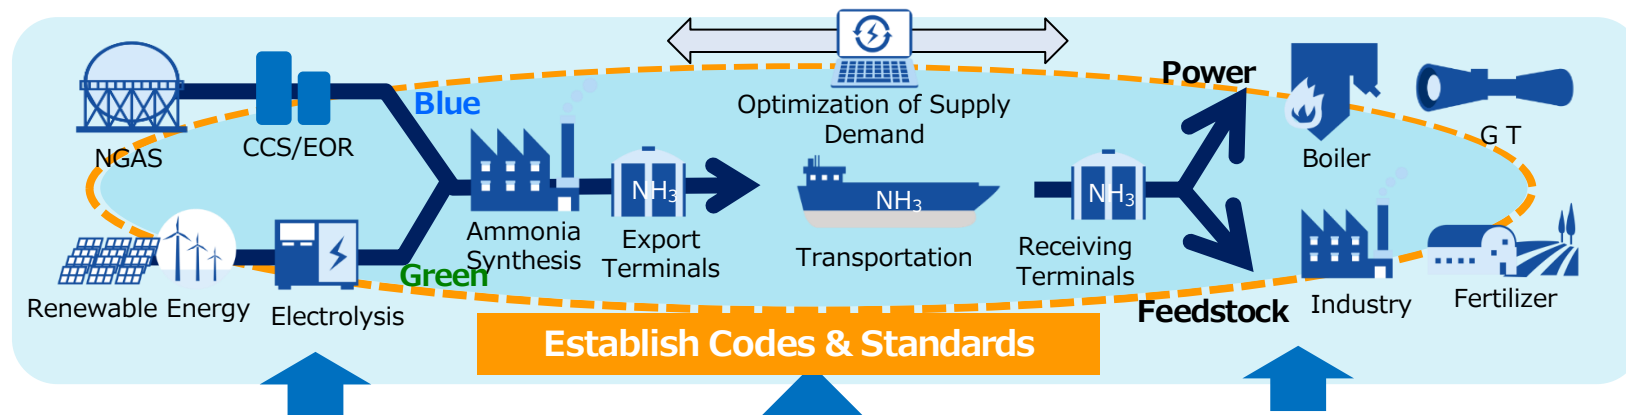 Optimization of Supply
Demand
NGAS
CCS/EOR
Blue
Renewable Energy
Electrolysis
Green
Ammonia
Synthesis
NH₃
Export
Terminals
NH₃
Transportation
NH₃
Receiving
Terminals
Power
Boiler
G T
Feedstock
Industry
Fertilizer
Establish Codes & Standards